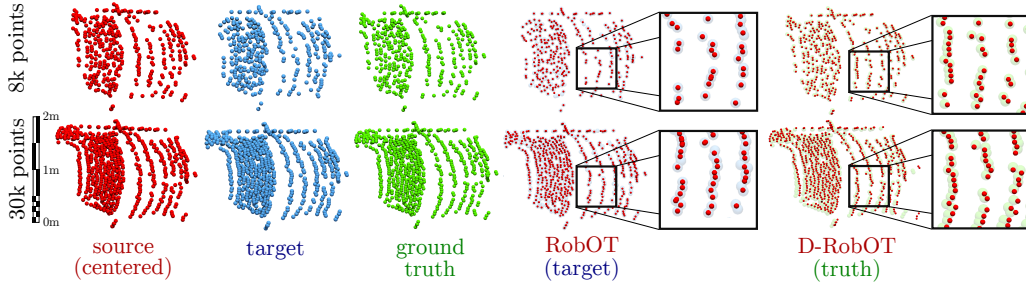 8k points
30k points
2m
1m
0m
source
(centered)
target
ground
truth
RobOT
(target)
D-RobOT
(truth)